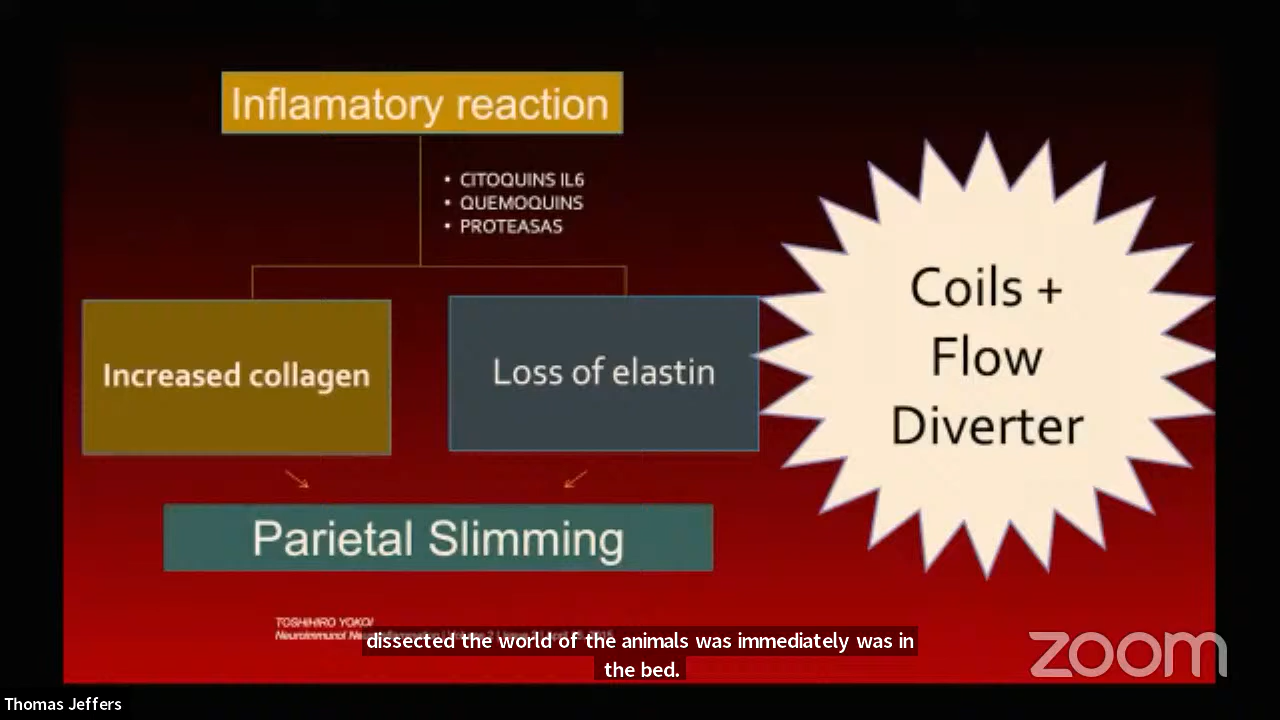 Inflamatory reaction
• CITOQUINS IL6
• QUEMOQUINS
• PROTEASAS
Increased collagen
Loss of elastin
Coils +
Flow
Diverter
Parietal Slimming
TOSHIHIRO YOKOI
Neuroimmunol
dissected the world of the animals was immediately was in
the bed.
zoom
Thomas Jeffers